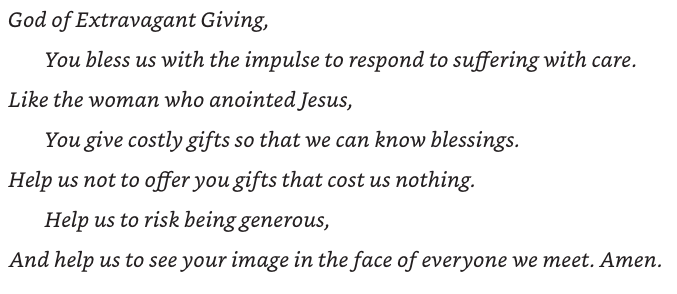 God of Extravagant Giving,
You bless us with the impulse to respond to suffering with care.
Like the woman who anointed Jesus,
You give costly gifts so that we can know blessings.
Help us not to offer you gifts that cost us nothing.
Help us to risk being generous,
And help us to see your image in the face of everyone we meet. Amen.